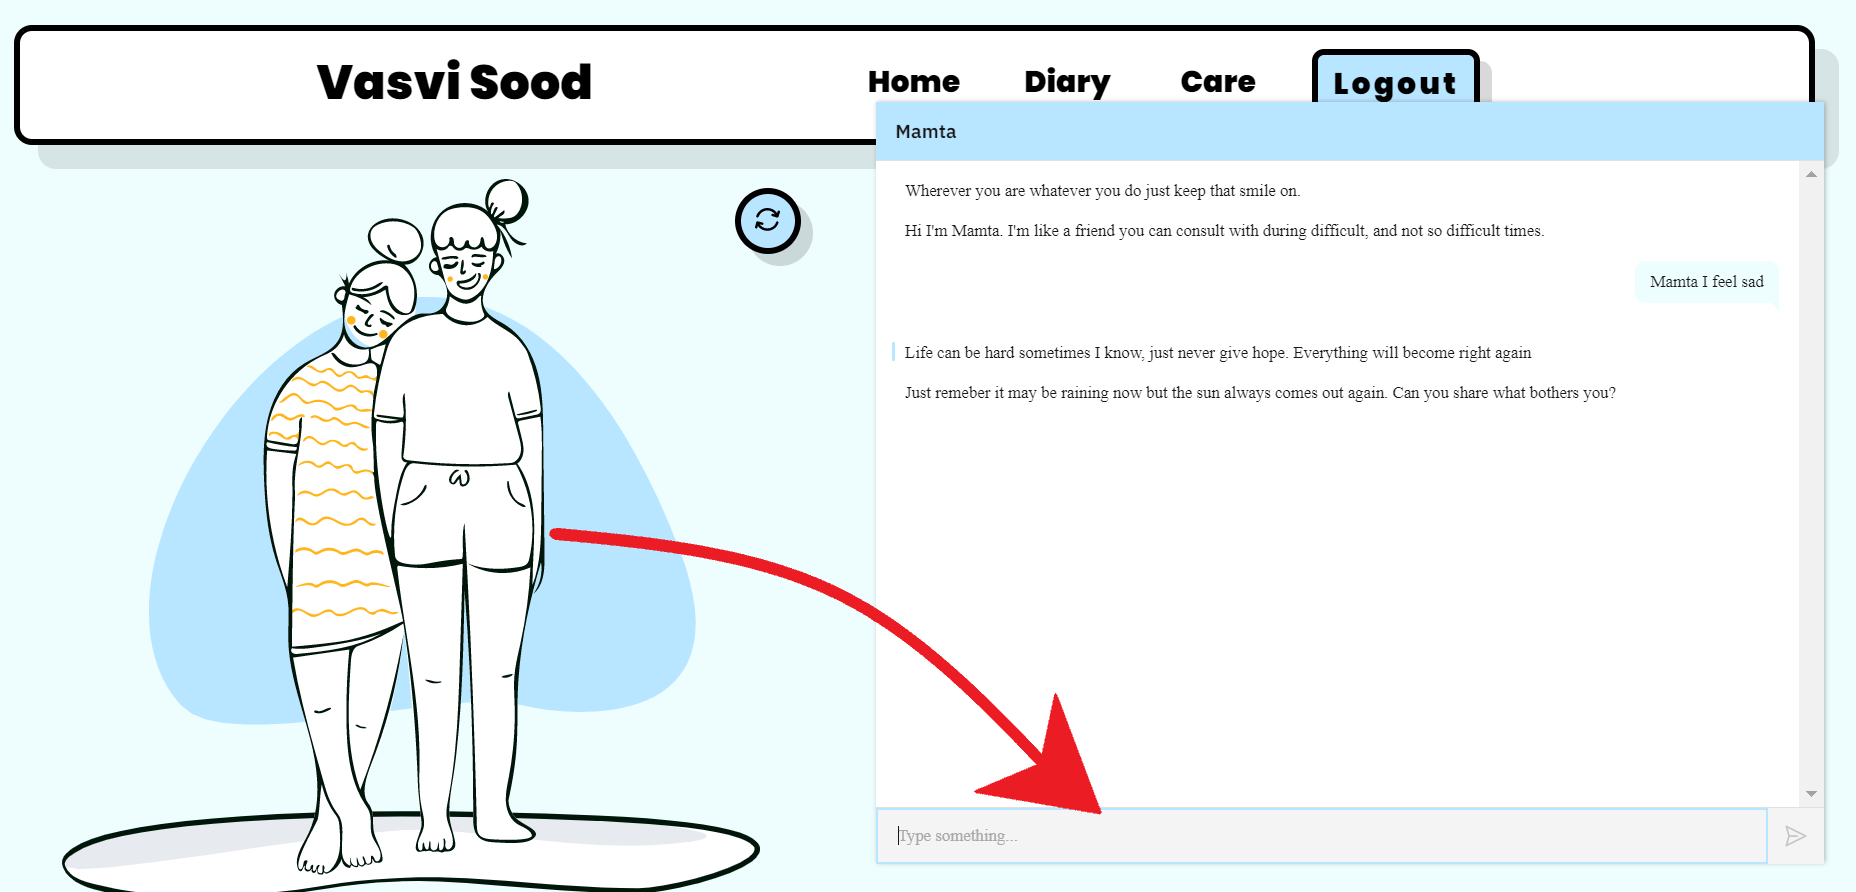 Vasvi Sood
Home
Diary
Care
Logout
Mamta
Wherever you are whatever you do just keep that smile on.
Hi I'm Mamta. I'm like a friend you can consult with during difficult, and not so difficult times.
Mamta I feel sad
Life can be hard sometimes I know, just never give hope. Everything will become right again
Just remeber it may be raining now but the sun always comes out again. Can you share what bothers you?
Type something...